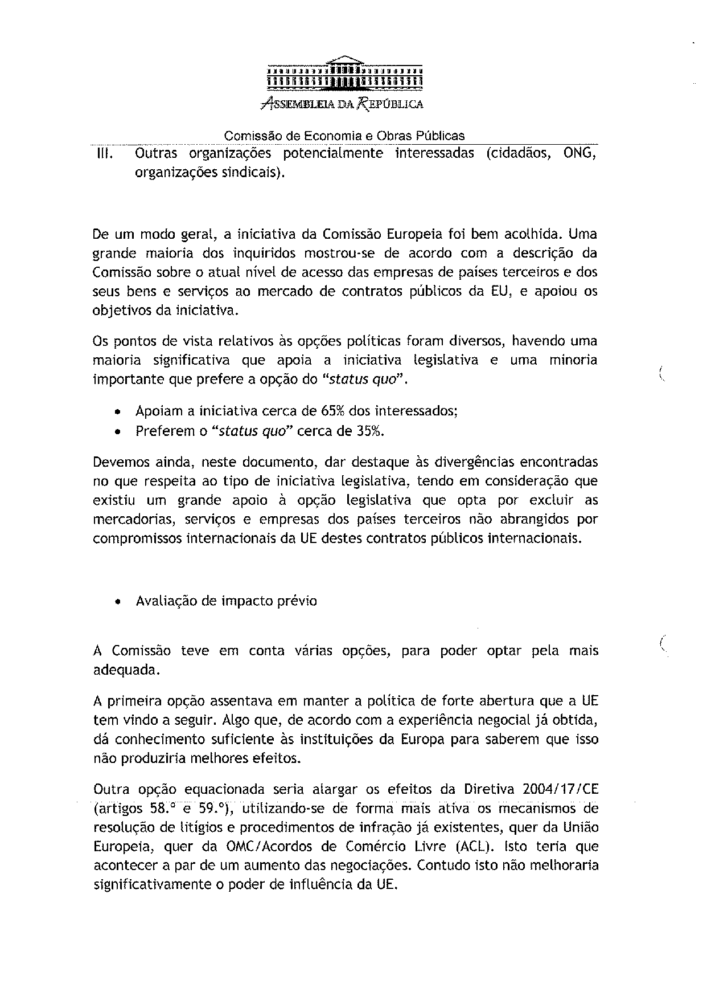 ASSEMBLEIA DA REPÚBLICA
Comissão de Economia e Obras Públicas
III. Outras organizações potencialmente interessadas (cidadãos, ONG,
organizações sindicais).
De um modo geral, a iniciativa da Comissão Europeia foi bem acolhida. Uma
grande maioria dos inquiridos mostrou-se de acordo com a descrição da
Comissão sobre o atual nível de acesso das empresas de países terceiros e dos
seus bens e serviços ao mercado de contratos públicos da EU, e apoiou os
objetivos da iniciativa.
Os pontos de vista relativos às opções políticas foram diversos, havendo uma
maioria significativa que apoia a iniciativa legislativa e uma minoria
importante que prefere a opção do “status quo”.
• Apoiam a iniciativa cerca de 65% dos interessados;
• Preferem o “status quo” cerca de 35%.
Devemos ainda, neste documento, dar destaque às divergências encontradas
no que respeita ao tipo de iniciativa legislativa, tendo em consideração que
existiu um grande apoio à opção legislativa que opta por excluir as
mercadorias, serviços e empresas dos países terceiros não abrangidos por
compromissos internacionais da UE destes contratos públicos internacionais.
• Avaliação de impacto prévio
A Comissão teve em conta várias opções, para poder optar pela mais
adequada.
A primeira opção assentava em manter a política de forte abertura que a UE
tem vindo a seguir. Algo que, de acordo com a experiência negocial já obtida,
dá conhecimento suficiente às instituições da Europa para saberem que isso
não produziria melhores efeitos.
Outra opção equacionada seria alargar os efeitos da Diretiva 2004/17/CE
(artigos 58.º e 59.º), utilizando-se de forma mais ativa os mecanismos de
resolução de litígios e procedimentos de infração já existentes, quer da União
Europeia, quer da OMC/Acordos de Comércio Livre (ACL). Isto teria que
acontecer a par de um aumento das negociações. Contudo isto não melhoraria
significativamente o poder de influência da UE.